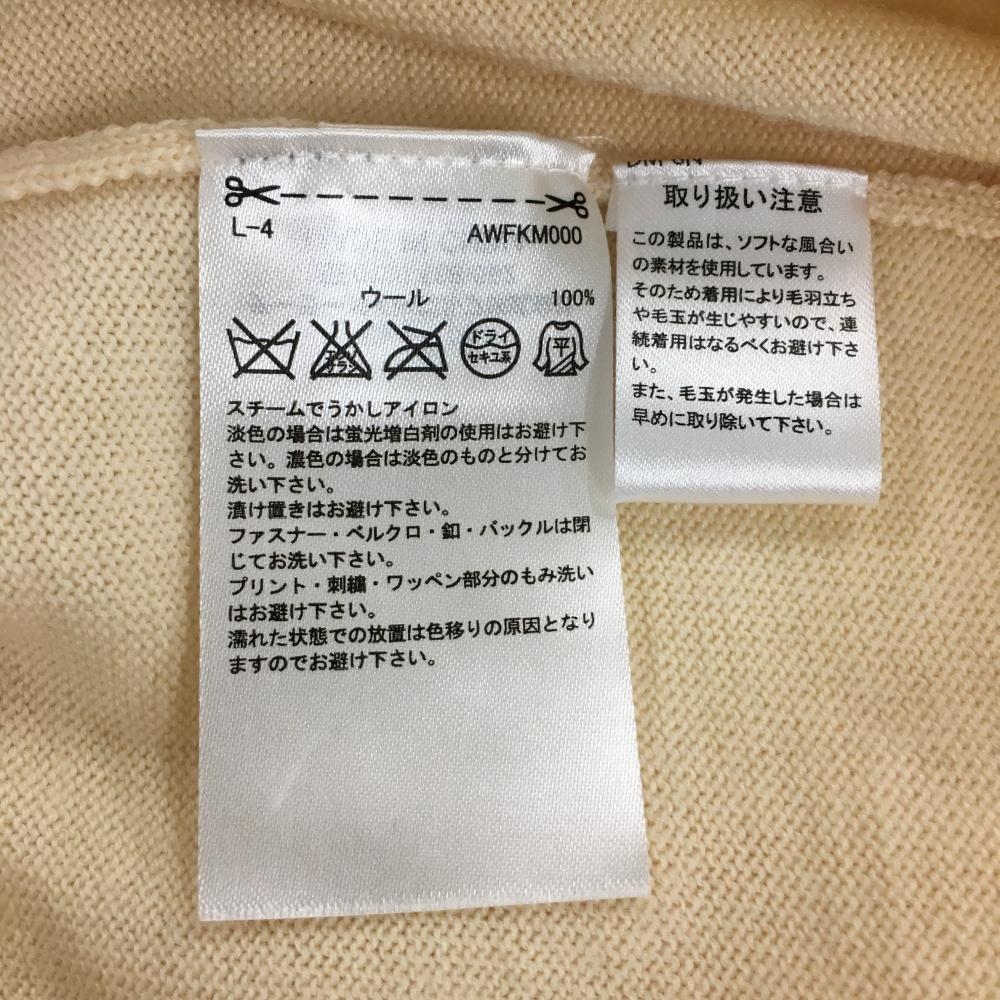 L-4 AWFKM000
ウール 100%
ドライ
セキユ系
平
スチームでうかしアイロン
淡色の場合は蛍光増白剤の使用はお避け下
さい。濃色の場合は淡色のものと分けてお
洗い下さい。
漬け置きはお避け下さい。
ファスナー・ベルクロ・釦・バックルは閉
じてお洗い下さい。
プリント・刺繍・ワッペン部分のもみ洗い
はお避け下さい。
濡れた状態での放置は色移りの原因となり
ますのでお避け下さい。
取り扱い注意
この製品は、ソフトな風合い
の素材を使用しています。
そのため着用により毛羽立ち
や毛玉が生じやすいので、連
続着用はなるべくお避け下さ
い。
また、毛玉が発生した場合は
早めに取り除いて下さい。